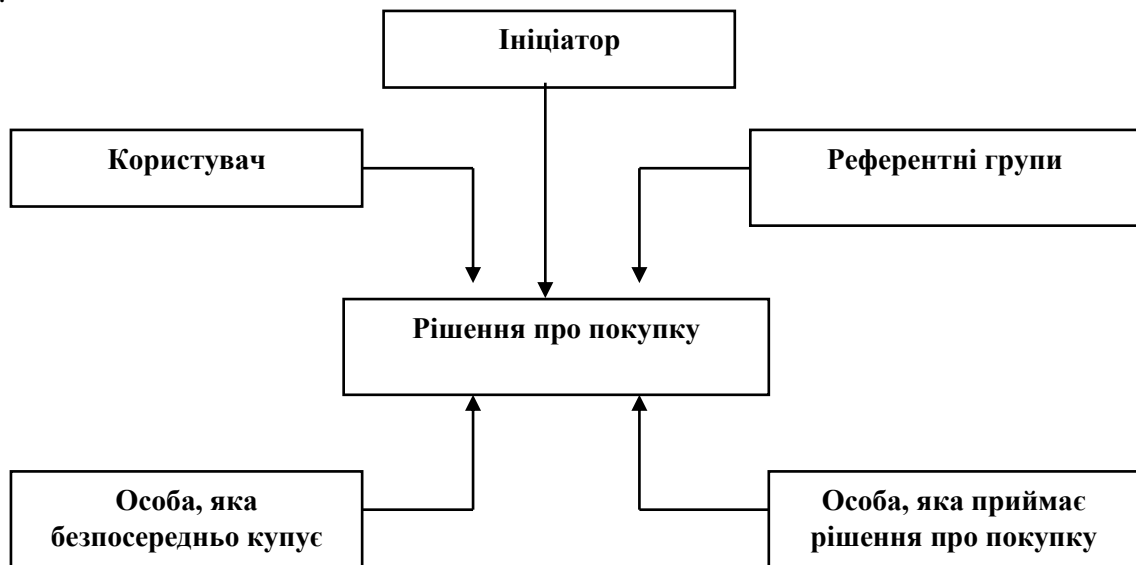 Ініціатор
Користувач
Референтні групи
Рішення про покупку
Особа, яка
безпосередньо купує
Особа, яка приймає
рішення про покупку